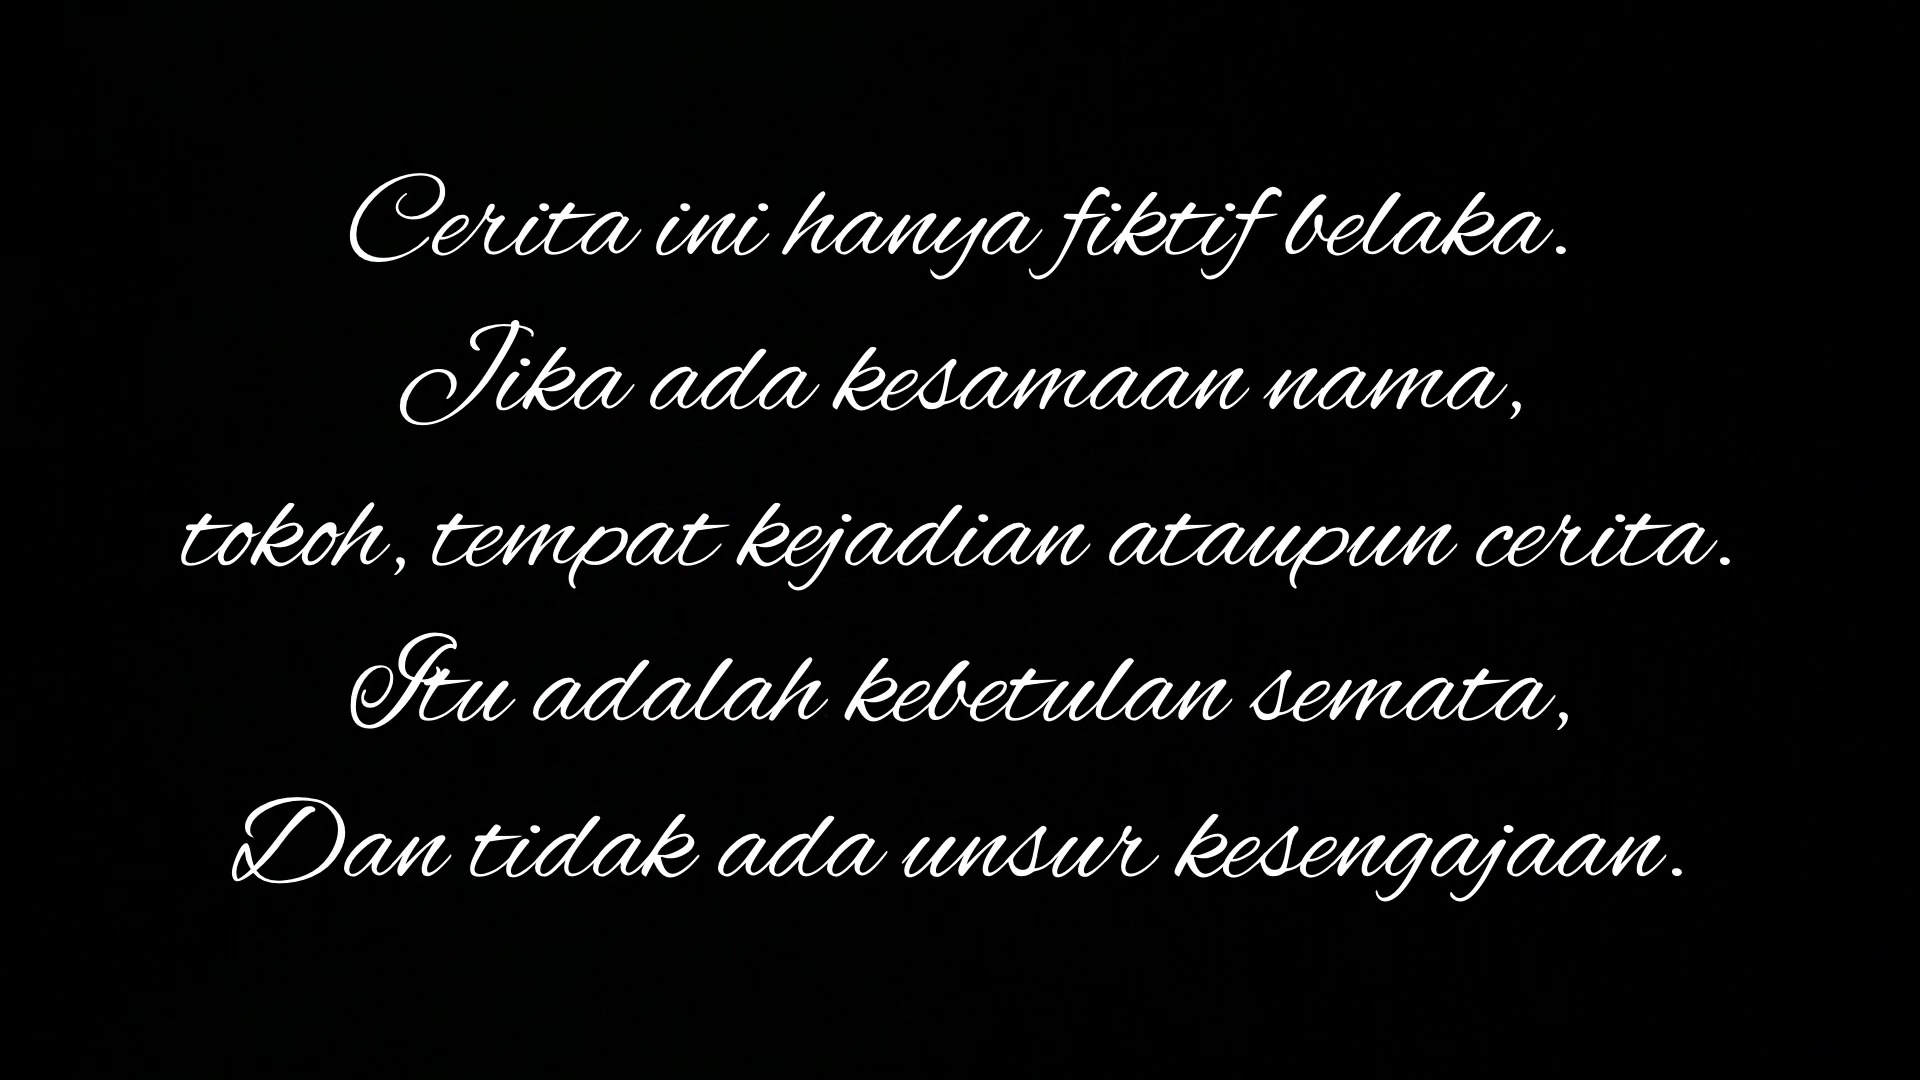 Cerita ini hanya fiktif belaka.
Jika ada kesamaan nama,
tokoh, tempat kejadian ataupun cerita.
Itu adalah kebetulan semata,
Dan tidak ada unsur kesengajaan.